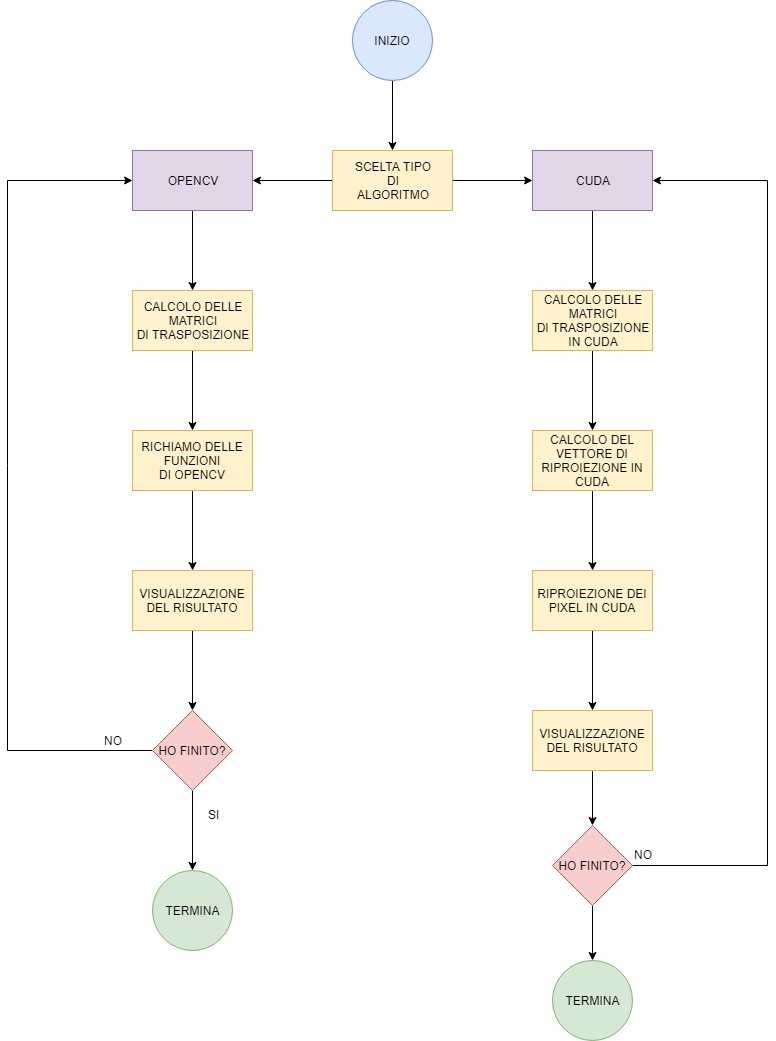 INIZIO
OPENCV
SCELTA TIPO
DI
ALGORITMO
CUDA
CALCOLO DELLE
MATRICI
DI TRASPOSIZIONE
CALCOLO DELLE
MATRICI
DI TRASPOSIZIONE
IN CUDA
RICHIAMO DELLE
FUNZIONI
DI OPENCV
CALCOLO DEL
VETTORE DI
RIPROIEZIONE IN
CUDA
VISUALIZZAZIONE
DEL RISULTATO
RIPROIEZIONE DEI
PIXEL IN CUDA
NO
HO FINITO?
VISUALIZZAZIONE
DEL RISULTATO
SI
HO FINITO?
NO
TERMINA
TERMINA